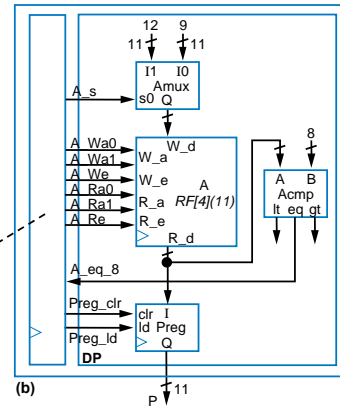 12 9
11 11
I1 I0
Amux
A_s
s0 Q
A_Wa0
W_d
8
A_Wa1
W_a
A_We
W_e
A
A B
A_Ra0
R_a
RF[4](11)
Acmp
A_Ra1
lt eq gt
A_Re
R_e
R_d
A_eq_8
Preg_clr
clr I
ld Preg
Preg_ld
Q
DP
(b)
11
P